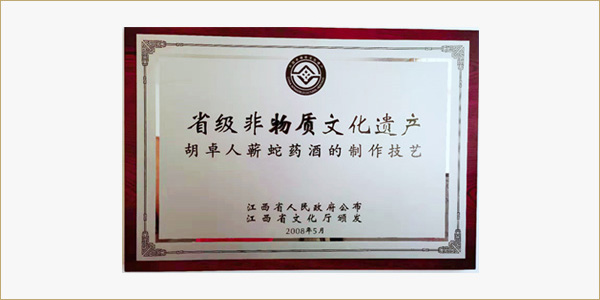 省级非物质文化遗产
胡卓人蕲蛇药酒的制作技艺
江西省人民政府公布
江西省文化厅颁发
2008年5月